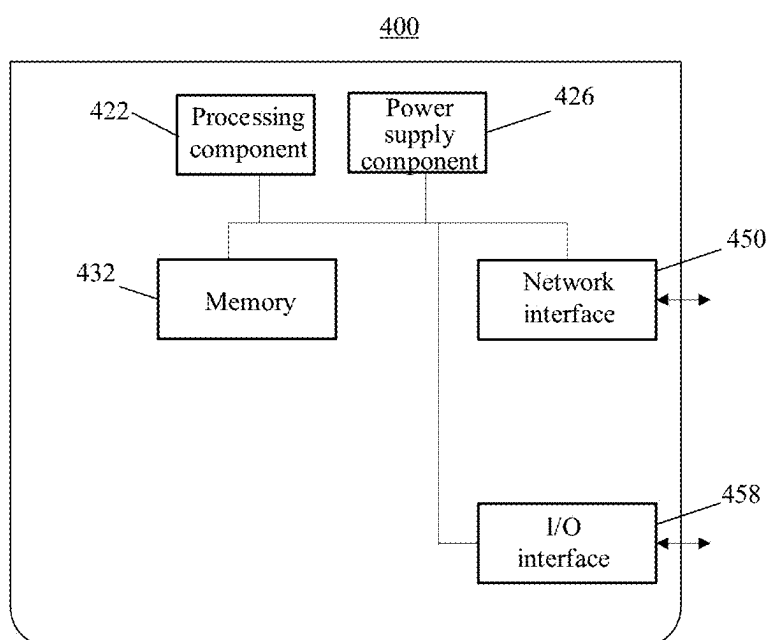 400
422
Processing
component
Power
supply
component
426
432
Memory
450
Network
interface
458
I/O
interface